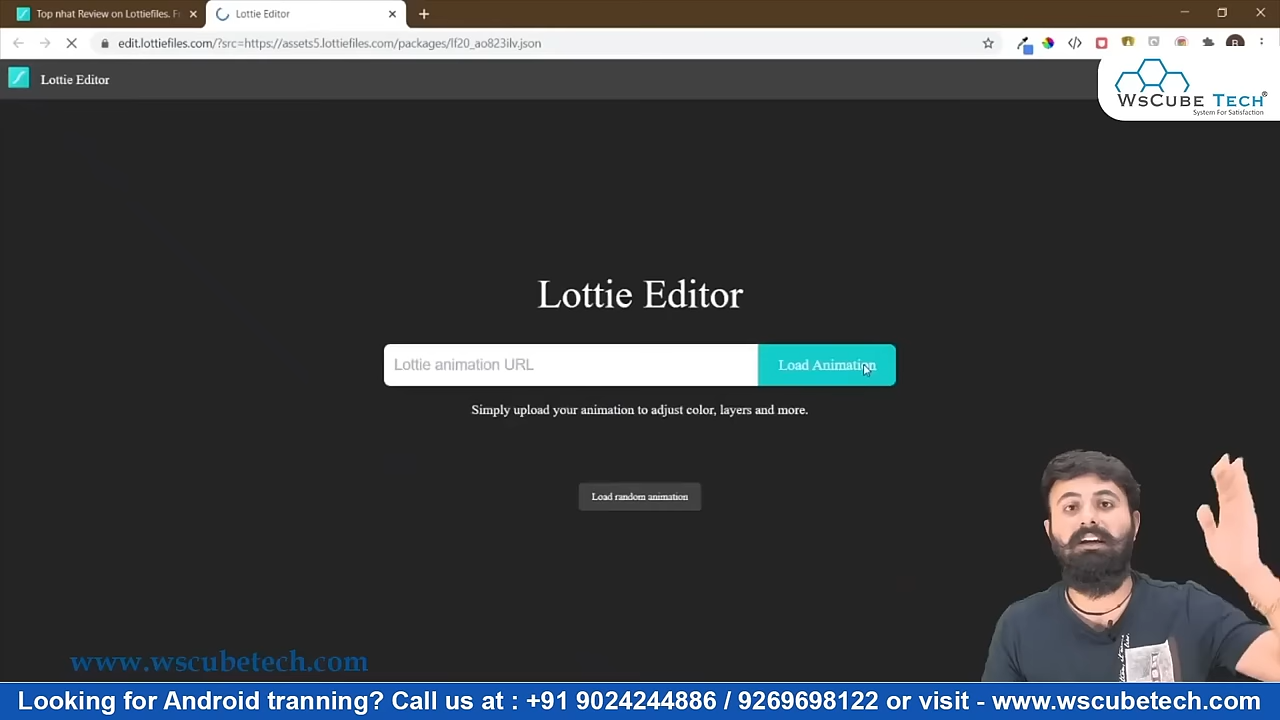 Top nhat Review on Lottiefiles. Fr
Lottie Editor
edit.lottiefiles.com/?src=https://assets5.lottiefiles.com/packages/lf20_ao823ilv.json
Lottie Editor
WsCube Tech®
System For Satisfaction
Lottie Editor
Lottie animation URL
Load Animation
Simply upload your animation to adjust color, layers and more.
Load random animation
www.wscubetech.com
Looking for Android tranning? Call us at : +91 9024244886 / 9269698122 or visit - www.wscubetech.com